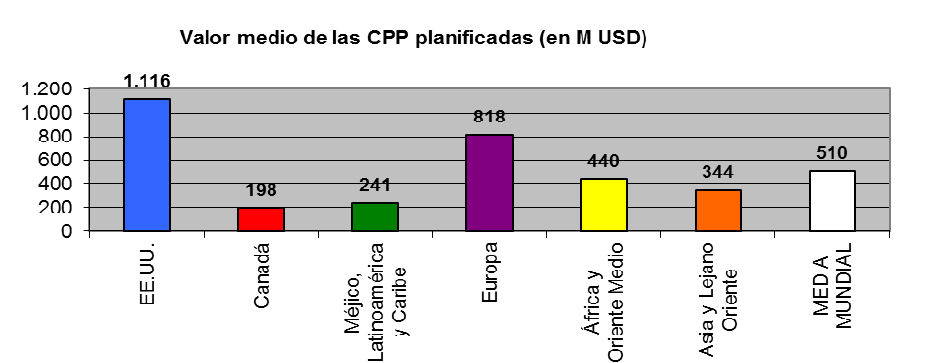 Valor medio de las CPP planificadas (en M USD)
1.116
818
510
440
344
241
198
1.200
1.000
800
600
400
200
0
EE.UU.
Canadá
Méjico,
Latinoamérica
y Caribe
Europa
África y
Oriente Medio
Asia y Lejano
Oriente
MED A
MUNDIAL